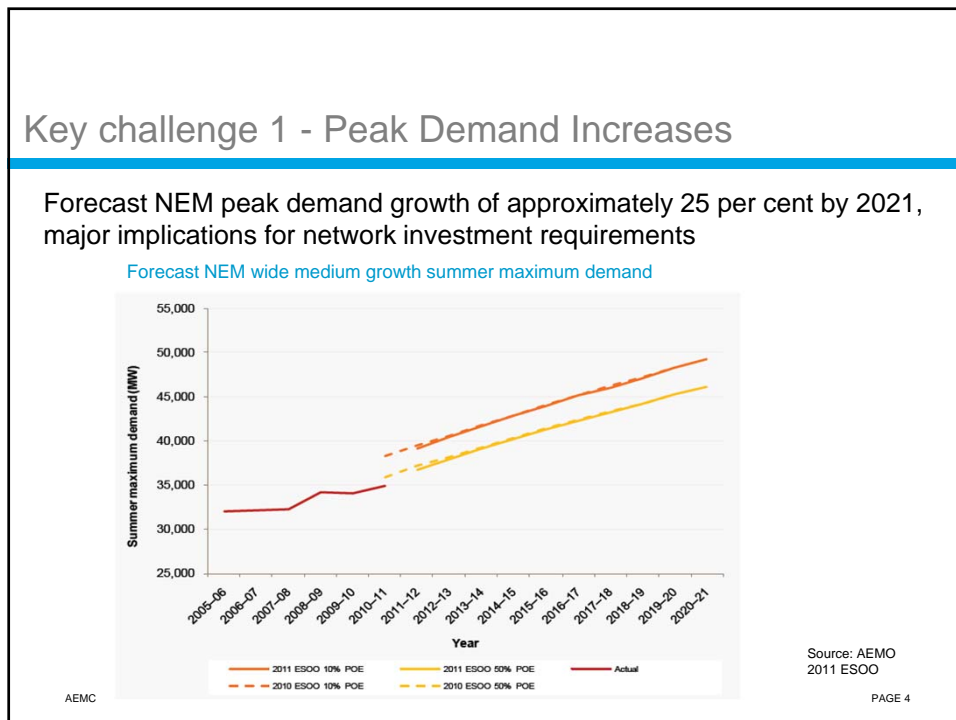 Key challenge 1 - Peak Demand Increases
Forecast NEM peak demand growth of approximately 25 per cent by 2021,
major implications for network investment requirements
Forecast NEM wide medium growth summer maximum demand
55,000
50,000
45,000
40,000
35,000
30,000
25,000
Summer maximum demand (MW)
2005–06
2006–07
2007–08
2008–09
2009–10
2010–11
2011–12
2012–13
2013–14
2014–15
2015–16
2016–17
2017–18
2018–19
2019–20
2020–21
Year
2011 ESOO 10% POE
2011 ESOO 50% POE
Actual
2010 ESOO 10% POE
2010 ESOO 50% POE
Source: AEMO
2011 ESOO
AEMC
PAGE 4